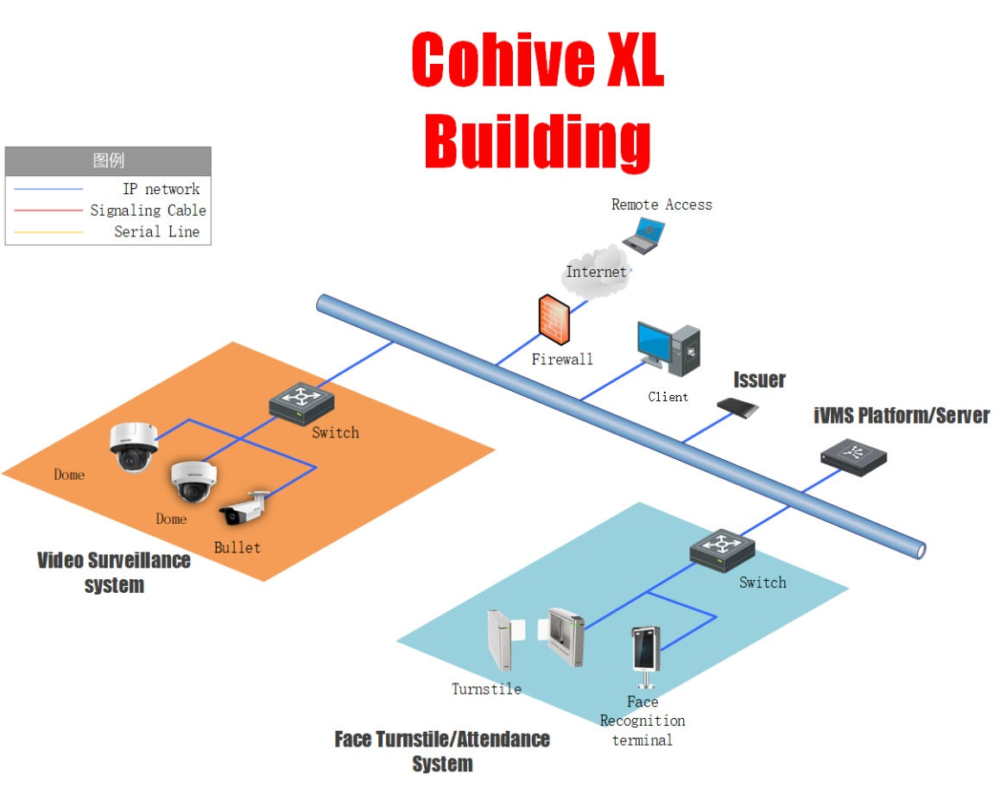 Cohive XL
Building
图例
IP network
Signaling Cable
Serial Line
Remote Access
Internet
Firewall
Client
Issuer
iVMS Platform/Server
Switch
Dome
Dome
Bullet
Video Surveillance
system
Switch
Turnstile
Face
Recognition
terminal
Face Turnstile/Attendance
System